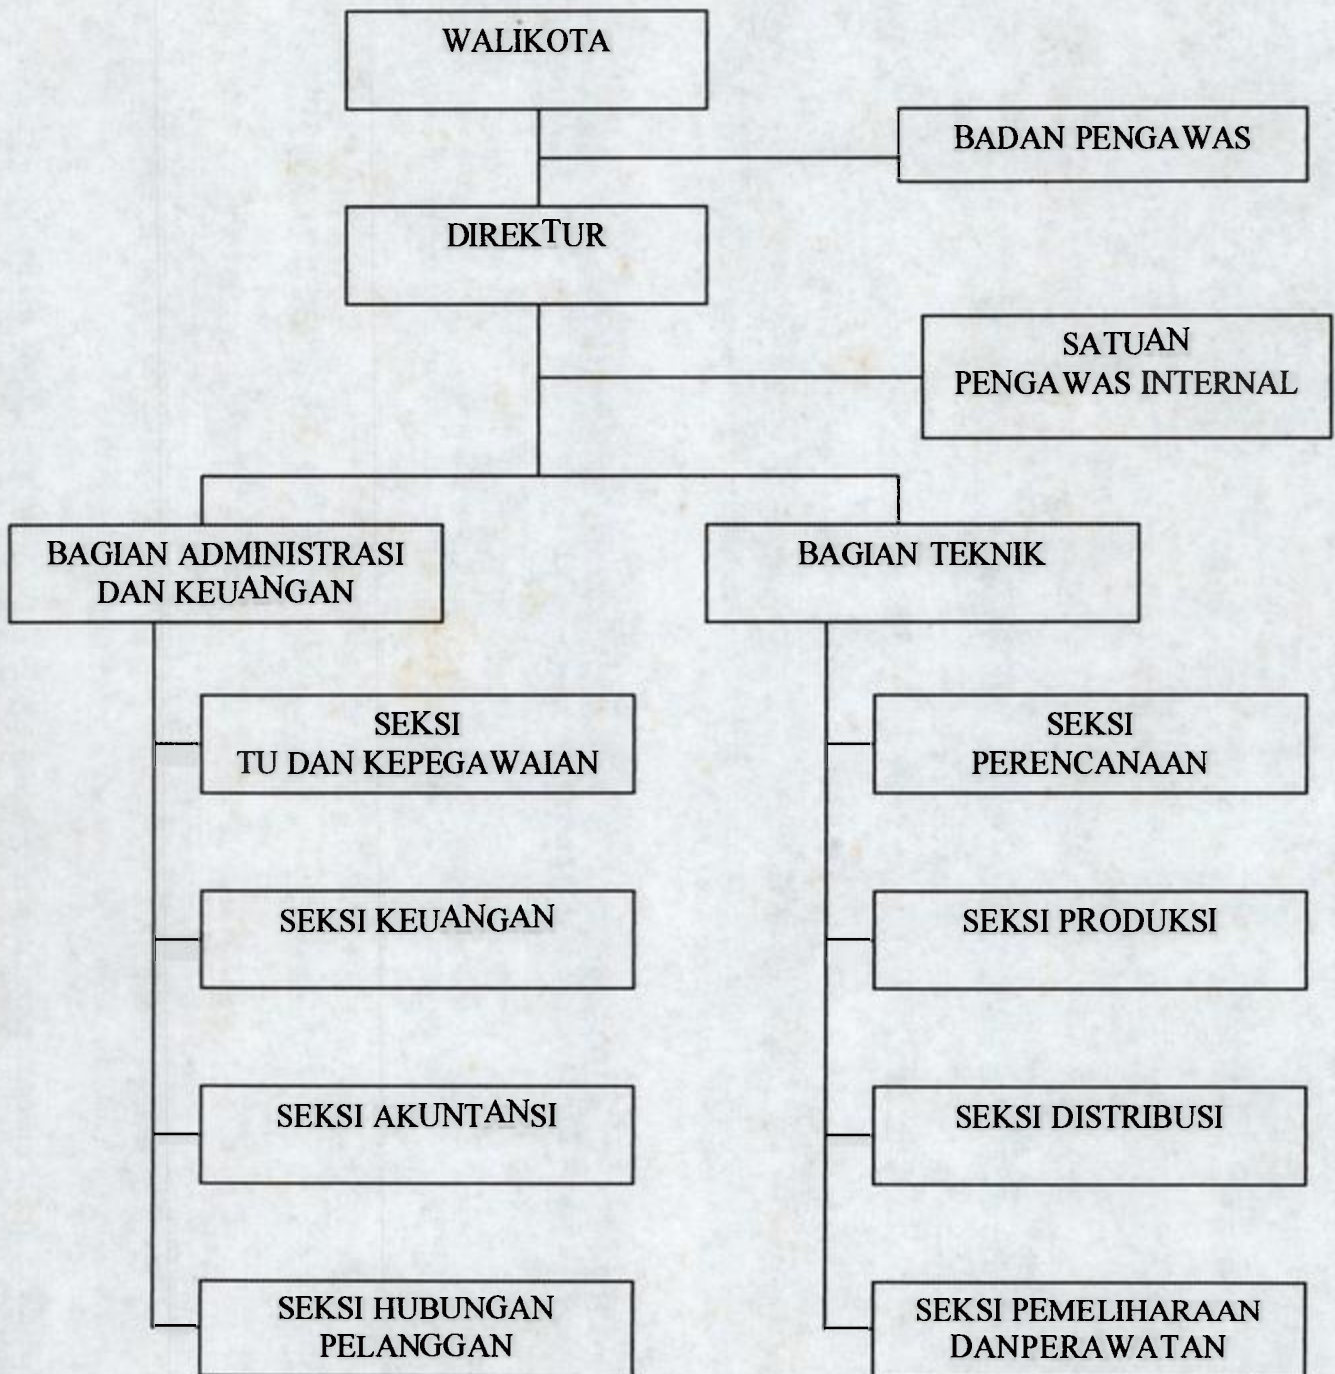 WALIKOTA
BADAN PENGAWAS
DIREKTUR
SATUAN
PENGAWAS INTERNAL
BAGIAN ADMINISTRASI
DAN KEUANGAN
BAGIAN TEKNIK
SEKSI
TU DAN KEPEGAWAIAN
SEKSI
PERENCANAAN
SEKSI KEUANGAN
SEKSI PRODUKSI
SEKSI AKUNTANSI
SEKSI DISTRIBUSI
SEKSI HUBUNGAN
PELANGGAN
SEKSI PEMELIHARAAN
DANPERAWATAN